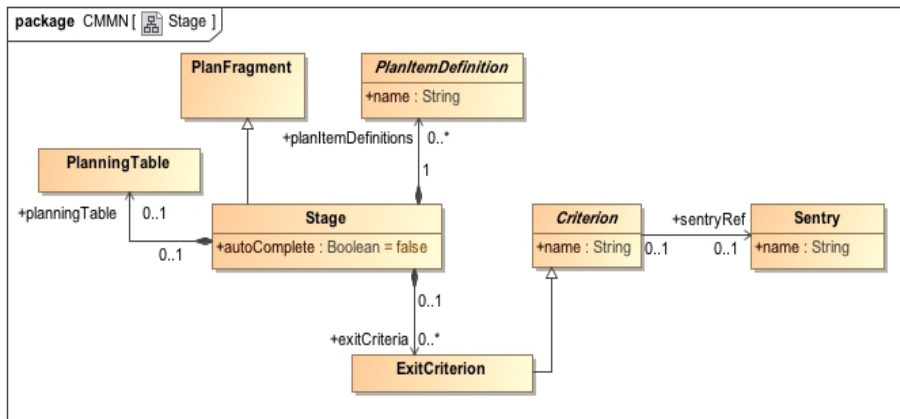 package CMMN [ Stage ]
PlanFragment
PlanItemDefinition
+name : String
+planItemDefinitions 0..*
1
PlanningTable
+planningTable 0..1
0..1
Stage
+autoComplete : Boolean = false
Criterion
+name : String
+sentryRef
0..1 0..1
Sentry
+name : String
0..1
+exitCriteria 0..*
ExitCriterion